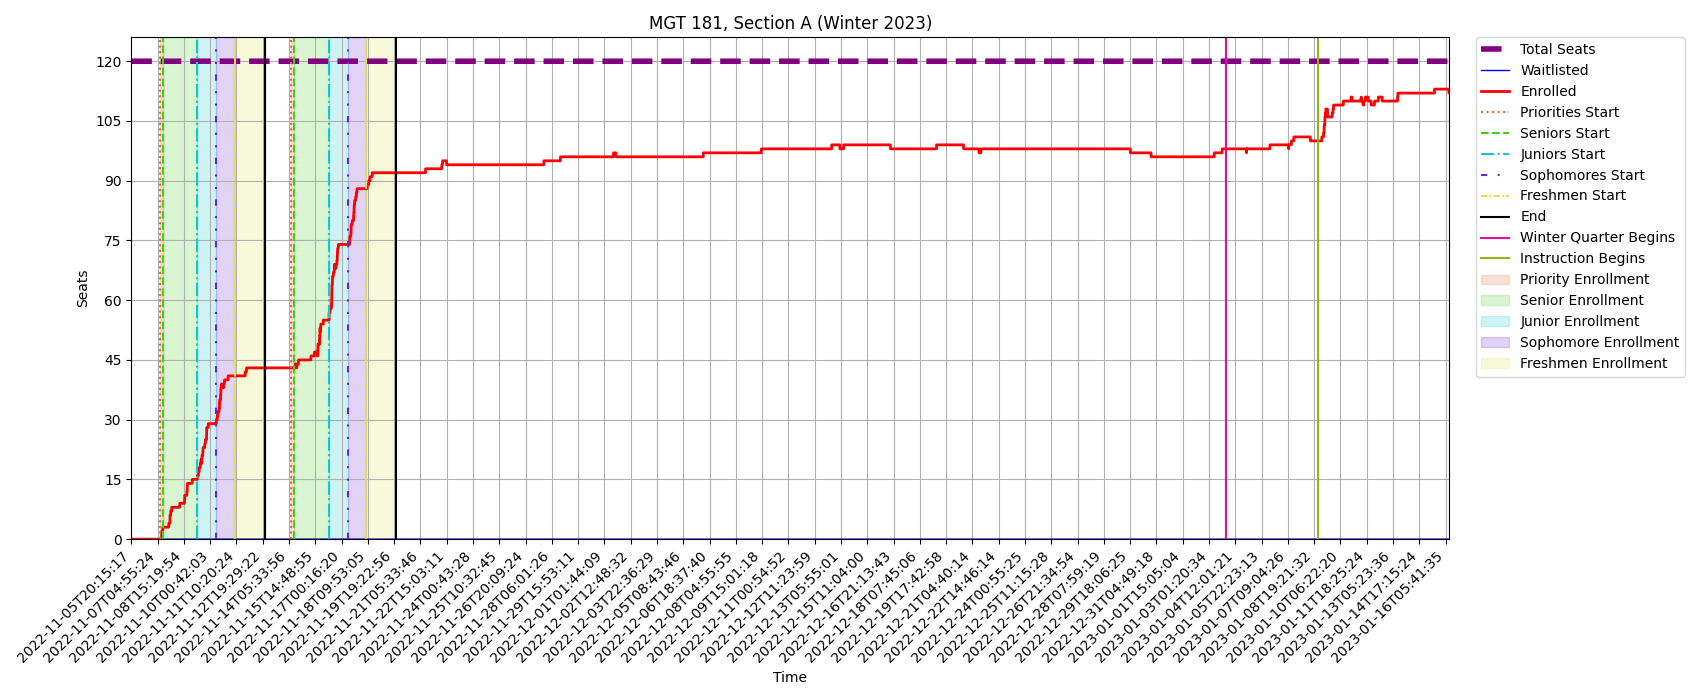 MGT 181, Section A (Winter 2023)
Total Seats
Waitlisted
Enrolled
Priorities Start
Seniors Start
Juniors Start
Sophomores Start
Freshmen Start
End
Winter Quarter Begins
Instruction Begins
Priority Enrollment
Senior Enrollment
Junior Enrollment
Sophomore Enrollment
Freshmen Enrollment
Seats
120
105
90
75
60
45
30
15
0
2022-11-05T20:15:17
2022-11-07T04:55:24
2022-11-08T15:19:54
2022-11-10T00:42:03
2022-11-11T10:20:24
2022-11-12T19:29:22
2022-11-14T05:33:56
2022-11-15T14:48:55
2022-11-17T00:16:20
2022-11-18T09:53:05
2022-11-19T19:22:56
2022-11-21T05:33:46
2022-11-22T15:03:11
2022-11-24T00:43:28
2022-11-25T10:32:45
2022-11-26T20:09:24
2022-11-28T06:01:26
2022-11-29T15:53:11
2022-12-01T01:44:09
2022-12-02T12:48:32
2022-12-03T22:36:29
2022-12-05T08:43:46
2022-12-06T18:37:40
2022-12-08T04:55:55
2022-12-09T15:01:18
2022-12-11T00:54:52
2022-12-12T11:23:59
2022-12-13T55:01
2022-12-15T11:04:00
2022-12-16T21:13:43
2022-12-18T07:45:06
2022-12-19T17:42:58
2022-12-21T04:40:14
2022-12-22T14:46:14
2022-12-24T00:55:25
2022-12-25T11:15:28
2022-12-26T21:34:54
2022-12-28T07:59:19
2022-12-29T18:06:25
2022-12-31T04:49:18
2023-01-01T15:05:04
2023-01-03T01:20:34
2023-01-04T12:01:21
2023-01-05T22:23:13
2023-01-07T09:04:26
2023-01-08T19:21:32
2023-01-10T06:22:20
2023-01-11T18:25:24
2023-01-13T05:23:36
2023-01-14T17:15:24
2023-01-16T05:41:35
Time